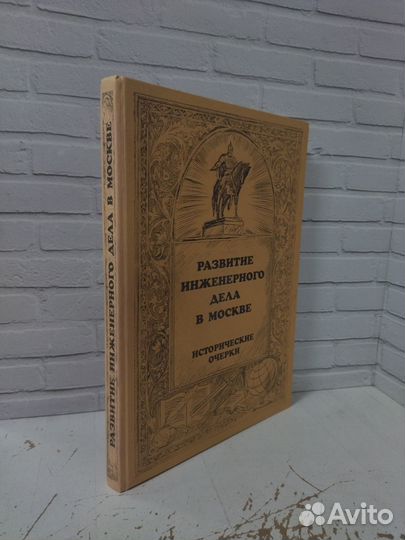 РАЗВИТИЕ ИНЖЕНЕРНОГО ДЕЛА В МОСКВЕ
РАЗВИТИЕ
ИНЖЕНЕРНОГО
ДЕЛА
В МОСКВЕ
ИСТОРИЧЕСКИЕ
ОЧЕРКИ
Avito